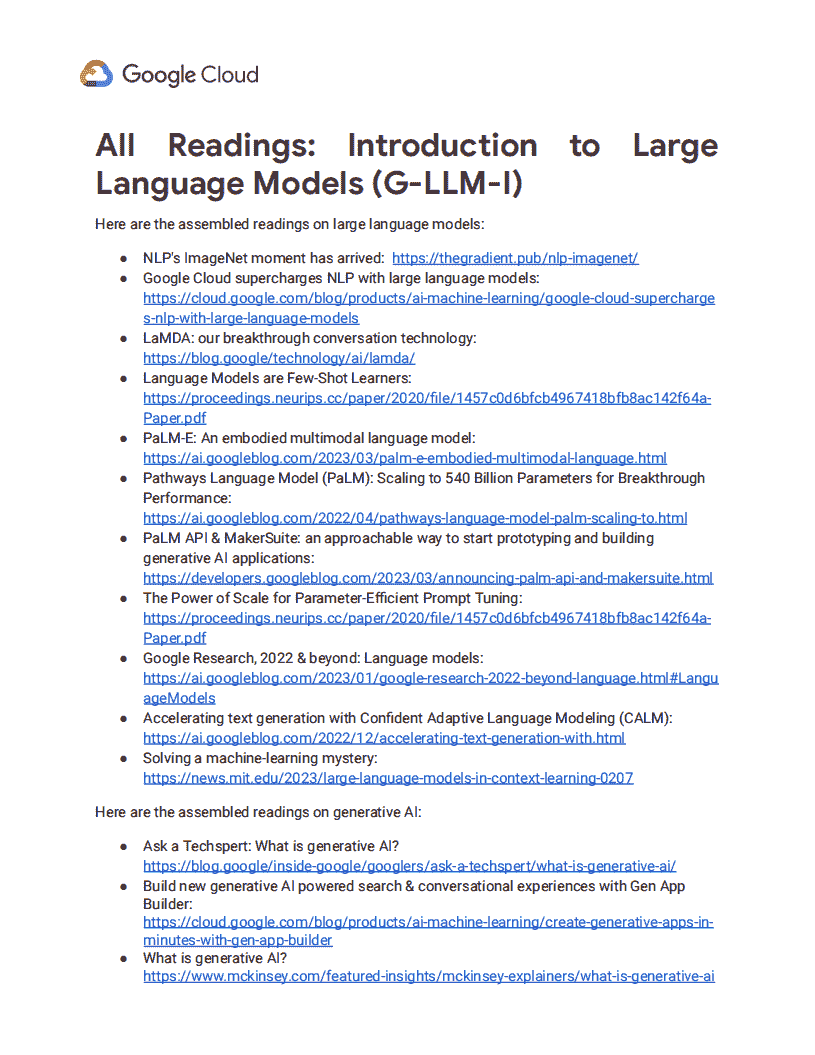 Google Cloud
All Readings: Introduction to Large
Language Models (G-LLM-I)
Here are the assembled readings on large language models:
● NLP's ImageNet moment has arrived: https://thegradient.pub/nlp-imagenet/
● Google Cloud supercharges NLP with large language models:
https://cloud.google.com/blog/products/ai-machine-learning/google-cloud-supercharge
s-nlp-with-large-language-models
● LaMDA: our breakthrough conversation technology:
https://blog.google/technology/ai/lamda/
● Language Models are Few-Shot Learners:
https://proceedings.neurips.cc/paper/2020/file/1457c0d6bfcb4967418bfb8ac142f64a-
Paper.pdf
● PaLM-E: An embodied multimodal language model:
https://ai.googleblog.com/2023/03/palm-e-embodied-multimodal-language.html
● Pathways Language Model (PaLM): Scaling to 540 Billion Parameters for Breakthrough
Performance:
https://ai.googleblog.com/2022/04/pathways-language-model-palm-scaling-to.html
● PaLM API & MakerSuite: an approachable way to start prototyping and building
generative AI applications:
https://developers.googleblog.com/2023/03/announcing-palm-api-and-makersuite.html
● The Power of Scale for Parameter-Efficient Prompt Tuning:
https://proceedings.neurips.cc/paper/2020/file/1457c0d6bfcb4967418bfb8ac142f64a-
Paper.pdf
● Google Research, 2022 & beyond: Language models:
https://ai.googleblog.com/2023/01/google-research-2022-beyond-language.html#Langu
ageModels
● Accelerating text generation with Confident Adaptive Language Modeling (CALM):
https://ai.googleblog.com/2022/12/accelerating-text-generation-with.html
● Solving a machine-learning mystery:
https://news.mit.edu/2023/large-language-models-in-context-learning-0207
Here are the assembled readings on generative AI:
● Ask a Techspert: What is generative AI?
https://blog.google/inside-google/googlers/ask-a-techspert/what-is-generative-ai/
● Build new generative AI powered search & conversational experiences with Gen App
Builder:
https://cloud.google.com/blog/products/ai-machine-learning/create-generative-apps-in-
minutes-with-gen-app-builder
● What is generative AI?
https://www.mckinsey.com/featured-insights/mckinsey-explainers/what-is-generative-ai